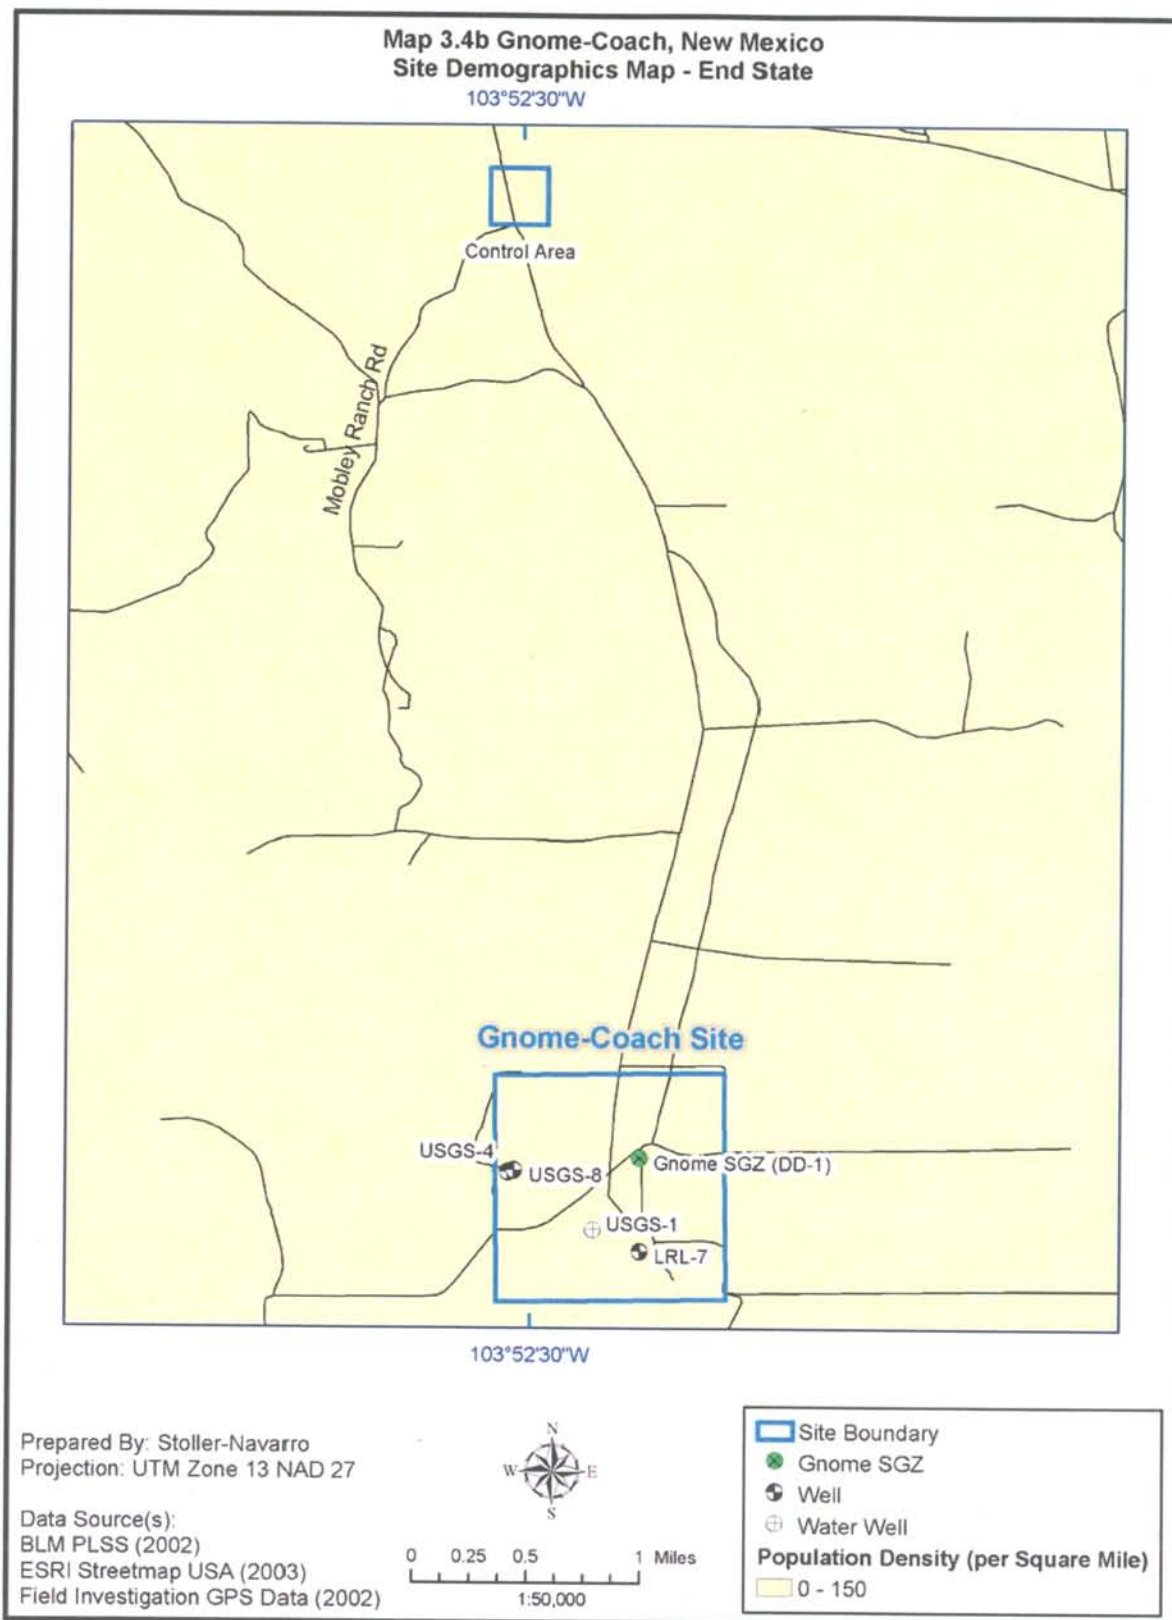 Map 3.4b Gnome-Coach, New Mexico
Site Demographics Map - End State
103°52'30"W
Control Area
Mobley Ranch Rd
Gnome-Coach Site
USGS-4
USGS-8
Gnome SGZ (DD-1)
USGS-1
LRL-7
103°52'30"W
Prepared By: Stoller-Navarro
Projection: UTM Zone 13 NAD 27
Data Source(s):
BLM PLSS (2002)
ESRI Streetmap USA (2003)
Field Investigation GPS Data (2002)
N
W E
S
0 0.25 0.5 1 Miles
1:50,000
Site Boundary
Gnome SGZ
Well
Water Well
Population Density (per Square Mile)
0 - 150